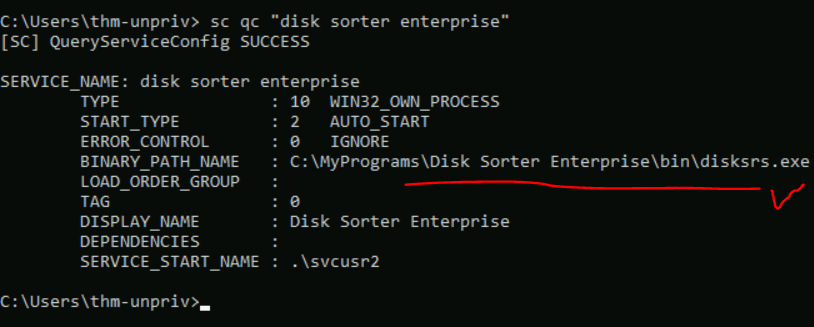 C:\Users\thm-unpriv> sc qc "disk sorter enterprise"
[SC] QueryServiceConfig SUCCESS
SERVICE_NAME: disk sorter enterprise
TYPE : 10 WIN32_OWN_PROCESS
START_TYPE : 2 AUTO_START
ERROR_CONTROL : 0 IGNORE
BINARY_PATH_NAME : C:\MyPrograms\Disk Sorter Enterprise\bin\disksrs.exe
LOAD_ORDER_GROUP :
TAG : 0
DISPLAY_NAME : Disk Sorter Enterprise
DEPENDENCIES :
SERVICE_START_NAME : .\svcusr2
C:\Users\thm-unpriv>